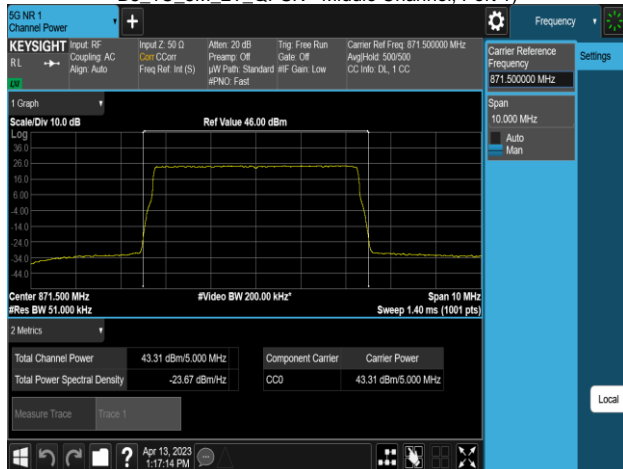 5G NR 1
Channel Power
Frequency
KEYSIGHT
RL
Input: RF
Coupling: AC
Align: Auto
Input Z: 50 Ω
Corr CCorr
Freq Ref: Int (S)
Atten: 20 dB
Preamp: Off
µW Path: Standard
#PNO: Fast
Trig: Free Run
Gate: Off
#IF Gain: Low
Carrier Ref Freq: 871.500000 MHz
Avg|Hold: 500/500
CC Info: DL, 1 CC
Carrier Reference
Frequency
871.500000 MHz
Settings
Span
10.000 MHz
Auto
Man
1 Graph
Scale/Div 10.0 dB
Ref Value 46.00 dBm
Log
36.0
26.0
16.0
6.00
-4.00
-14.0
-24.0
-34.0
-44.0
Center 871.500 MHz
#Video BW 200.00 kHz*
Span 10 MHz
#Res BW 51.000 kHz
Sweep 1.40 ms (1001 pts)
2 Metrics
Total Channel Power 43.31 dBm/5.000 MHz
Total Power Spectral Density -23.67 dBm/Hz
Component Carrier Carrier Power
CC0 43.31 dBm/5.000 MHz
Measure Trace Trace 1
Local
Apr 13, 2023
1:17:14 PM